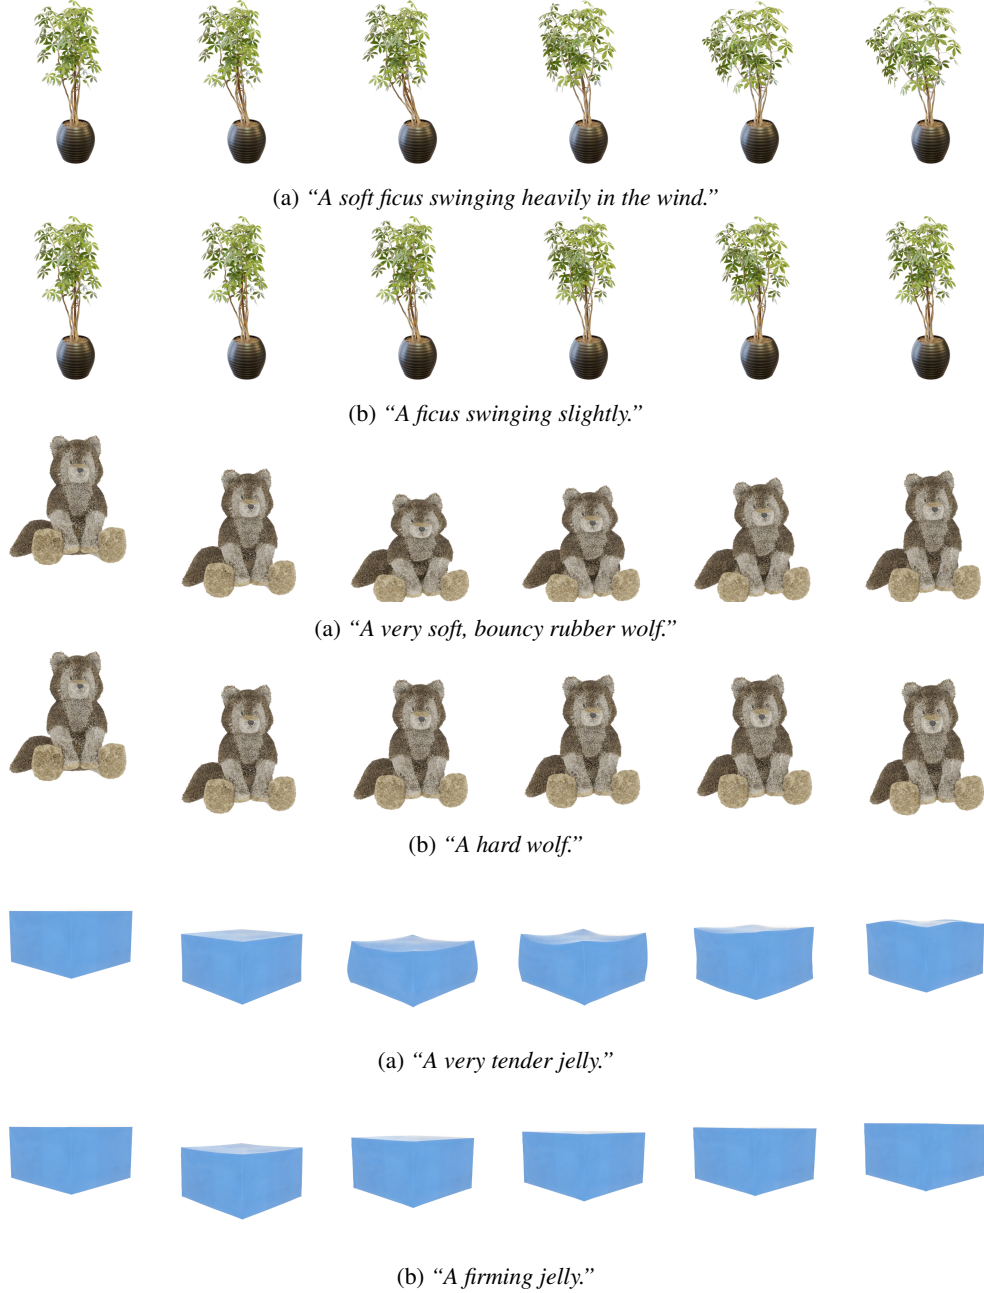 (a) “A soft ficus swinging heavily in the wind.”
(b) “A ficus swinging slightly.”
(a) “A very soft, bouncy rubber wolf.”
(b) “A hard wolf.”
(a) “A very tender jelly.”
(b) “A firming jelly.”